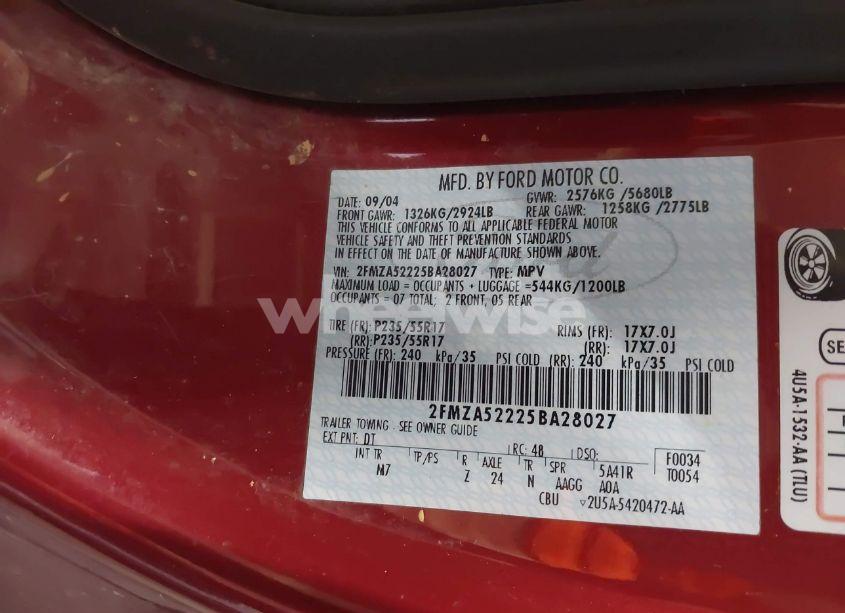 MFD. BY FORD MOTOR CO.
DATE: 09/04 GVWR: 2576KG /5680LB
FRONT GAWR: 1326KG/2924LB REAR GAWR: 1258KG /2775LB
THIS VEHICLE CONFORMS TO ALL APPLICABLE FEDERAL MOTOR
VEHICLE SAFETY AND THEFT PREVENTION STANDARDS
IN EFFECT ON THE DATE OF MANUFACTURE SHOWN ABOVE.
VIN: 2FMZA52225BA28027 TYPE: MPV
MAXIMUM LOAD = OCCUPANTS + LUGGAGE =544KG/1200LB
OCCUPANTS = 07 TOTAL; 2 FRONT, 05 REAR
wheelwise
TIRE (FR): P235/55R17 RIMS (FR): 17X7.0J
(RR): P235/55R17 (RR): 17X7.0J
PRESSURE (FR): 240 kPa/35 PSI COLD (RR): 240 kPa/35 PSI COLD
2FMZA52225BA28027
TRAILER TOWING - SEE OWNER GUIDE
EXT PNT: DT RC: 48 DSO: F0034
INT TR TP/PS R AXLE TR SPR 5A41R T0054
M7 Z 24 N AAGG A0A
CBU ▽2U5A-5420472-AA
4U5A-1532-AA (TLU)